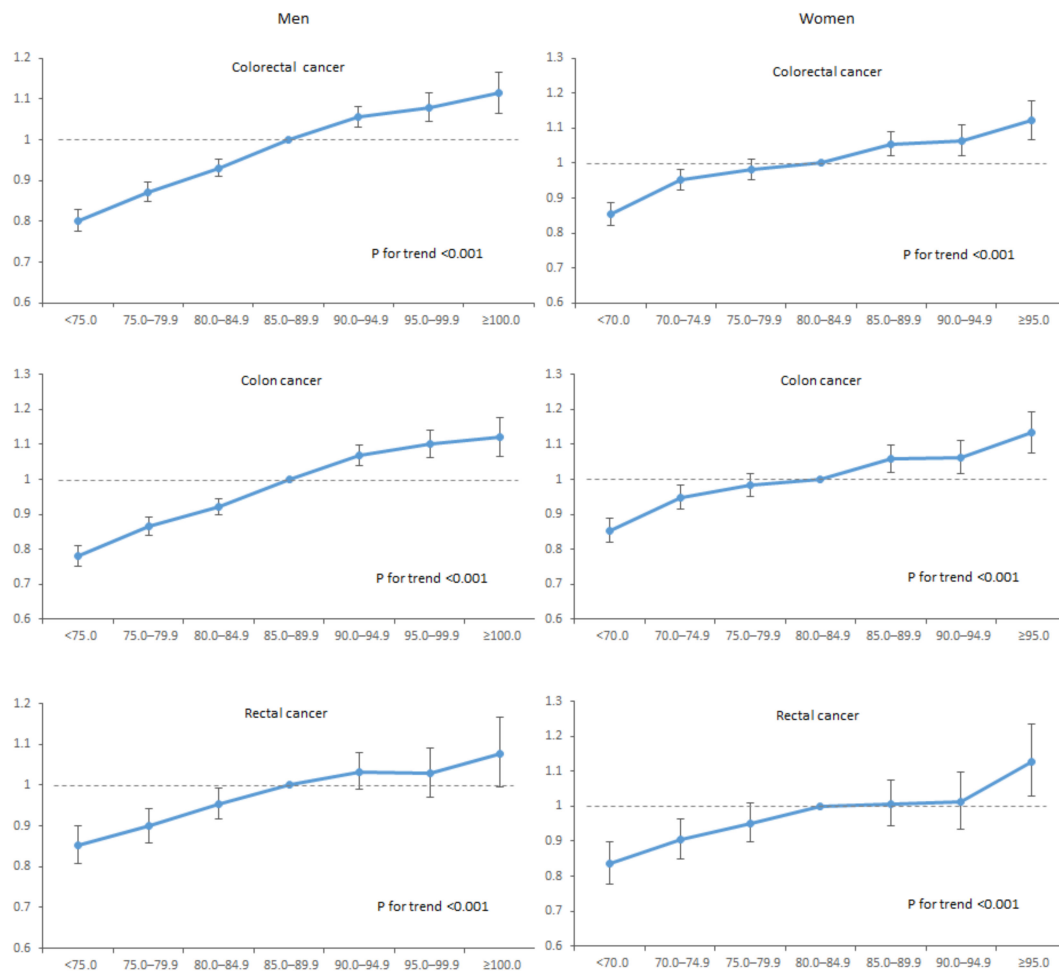 Men
Women
Colorectal cancer
1.2
1.1
1
0.9
0.8
0.7
0.6
P for trend <0.001
<75.0 75.0–79.9 80.0–84.9 85.0–89.9 90.0–94.9 95.0–99.9 ≥100.0
Colorectal cancer
1.3
1.2
1.1
1
0.9
0.8
0.7
0.6
P for trend <0.001
<70.0 70.0–74.9 75.0–79.9 80.0–84.9 85.0–89.9 90.0–94.9 ≥95.0
Colon cancer
1.3
1.2
1.1
1
0.9
0.8
0.7
0.6
P for trend <0.001
<75.0 75.0–79.9 80.0–84.9 85.0–89.9 90.0–94.9 95.0–99.9 ≥100.0
Colon cancer
1.3
1.2
1.1
1
0.9
0.8
0.7
0.6
P for trend <0.001
<70.0 70.0–74.9 75.0–79.9 80.0–84.9 85.0–89.9 90.0–94.9 ≥95.0
Rectal cancer
1.2
1.1
1
0.9
0.8
0.7
0.6
P for trend <0.001
<75.0 75.0–79.9 80.0–84.9 85.0–89.9 90.0–94.9 95.0–99.9 ≥100.0
Rectal cancer
1.3
1.2
1.1
1
0.9
0.8
0.7
0.6
P for trend <0.001
<70.0 70.0–74.9 75.0–79.9 80.0–84.9 85.0–89.9 90.0–94.9 ≥95.0